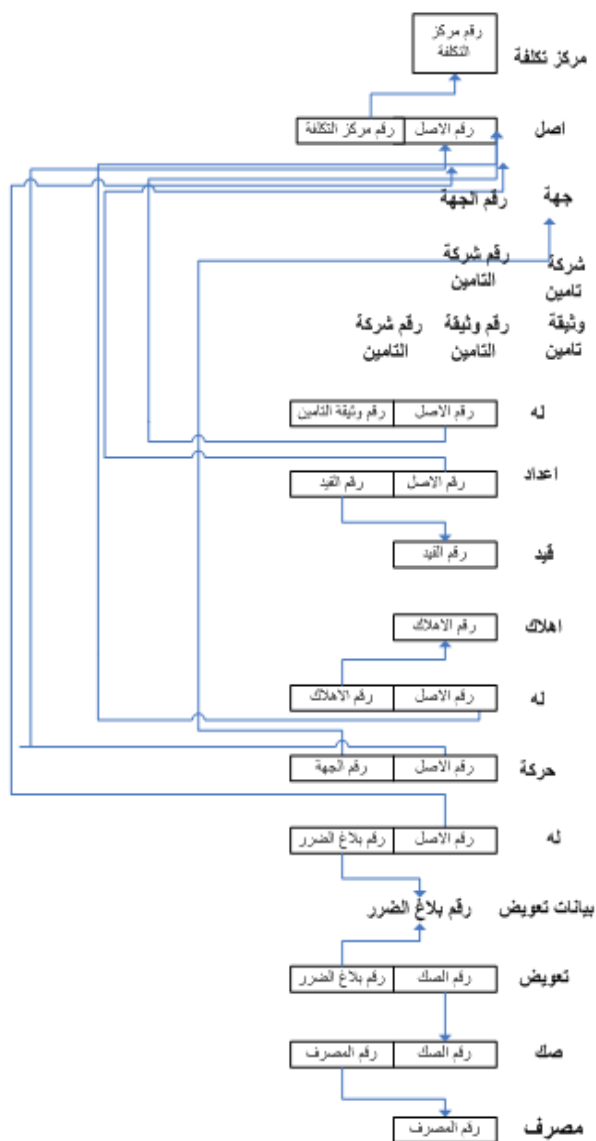 رقم مركز
التكلفة
مركز تكلفة
اصل
رقم الاصل
رقم مركز التكلفة
جهة
رقم الجهة
شركة
تامين
رقم شركة
التامين
وثيقة
تامين
رقم وثيقة
التامين
رقم شركة
التامين
له
رقم الاصل
رقم وثيقة التامين
اعداد
رقم الاصل
رقم القيد
قيد
رقم القيد
اهلاك
رقم الاهلاك
له
رقم الاصل
رقم الاهلاك
حركة
رقم الاصل
رقم الجهة
له
رقم الاصل
رقم بلاغ الضرر
بيانات تعويض
رقم بلاغ الضرر
تعويض
رقم الصك
رقم بلاغ الضرر
صك
رقم الصك
رقم المصرف
مصرف
رقم المصرف